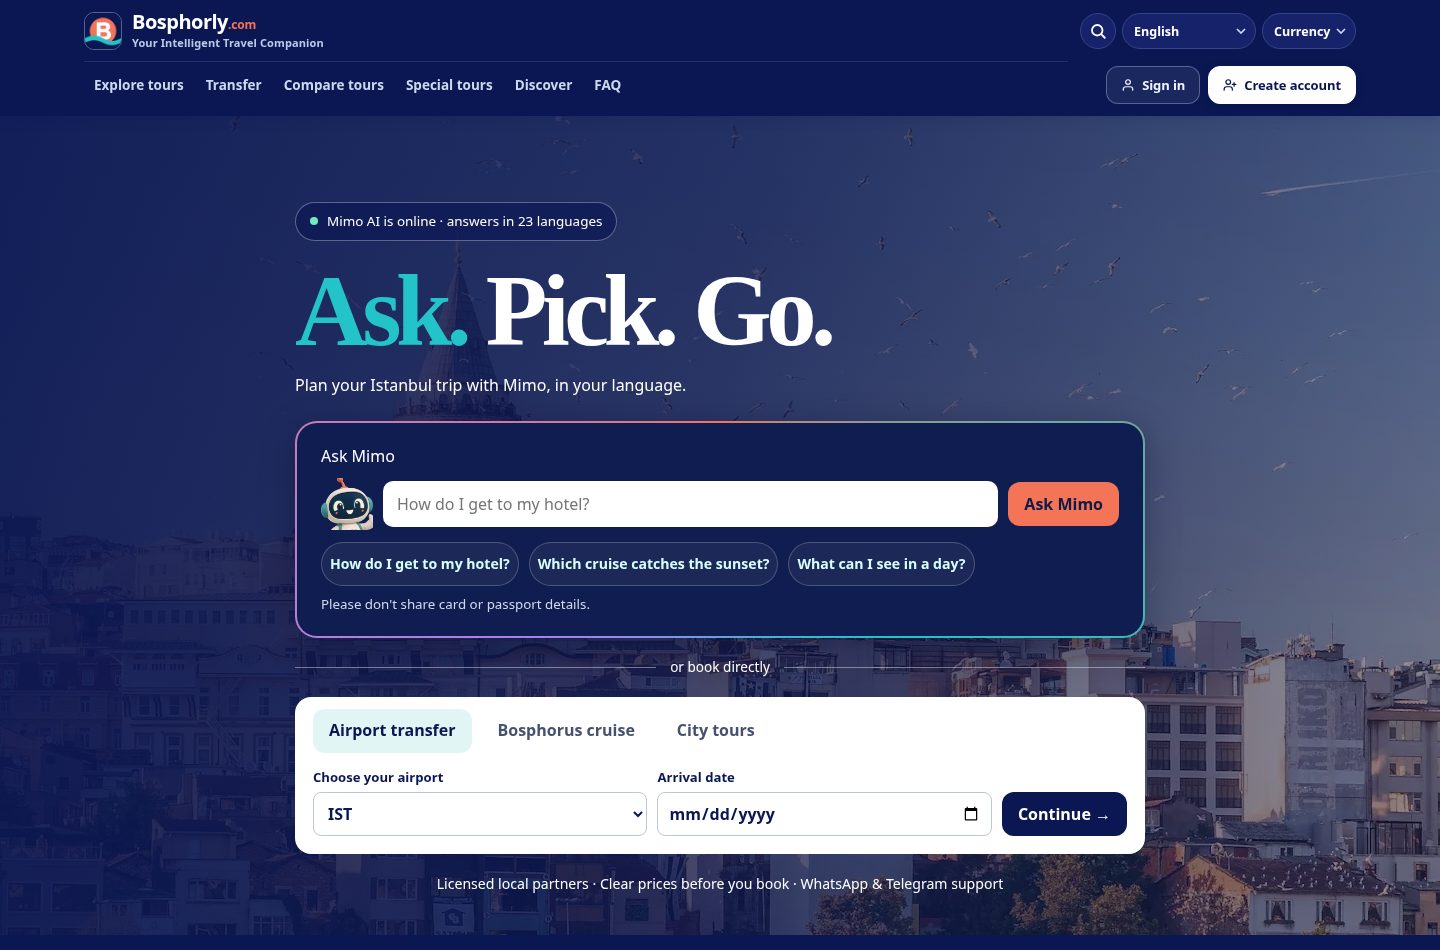 Bosphorly.com
Your Intelligent Travel Companion
English
Currency
Explore tours Transfer Compare tours Special tours Discover FAQ
Sign in
Create account
Mimo AI is online · answers in 23 languages
Ask. Pick. Go.
Plan your Istanbul trip with Mimo, in your language.
Ask Mimo
How do I get to my hotel?
Ask Mimo
How do I get to my hotel? Which cruise catches the sunset? What can I see in a day?
Please don't share card or passport details.
or book directly
Airport transfer Bosphorus cruise City tours
Choose your airport Arrival date
IST mm/dd/yyyy Continue →
Licensed local partners · Clear prices before you book · WhatsApp & Telegram support